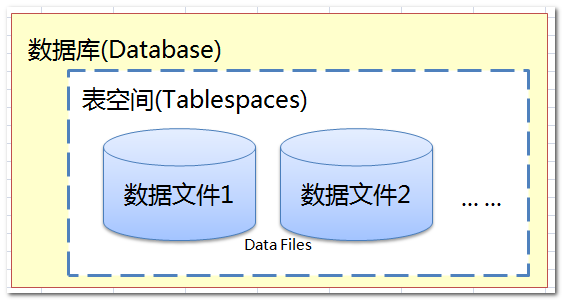 数据库(Database)
表空间(Tablespaces)
数据文件1
数据文件2
... ...
Data Files